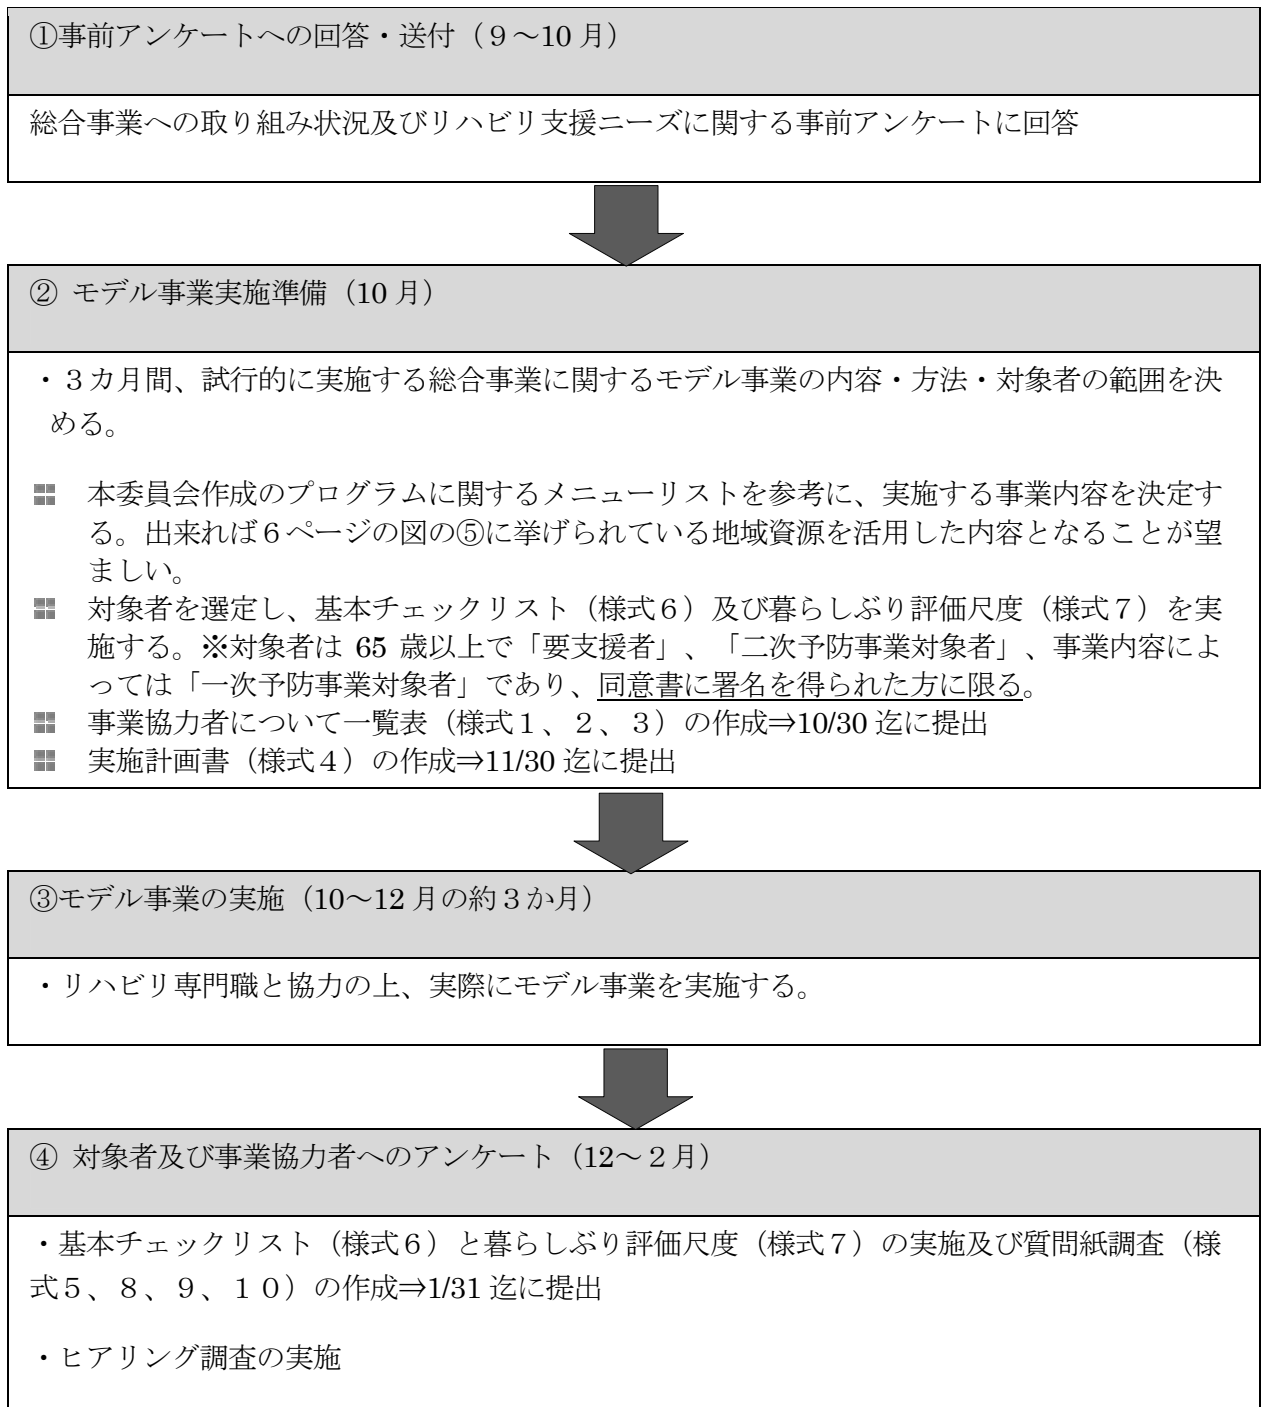 ①事前アンケートへの回答・送付（９～10 月）
総合事業への取り組み状況及びリハビリ支援ニーズに関する事前アンケートに回答
② モデル事業実施準備（10 月）
・３カ月間、試行的に実施する総合事業に関するモデル事業の内容・方法・対象者の範囲を決
める。
本委員会作成のプログラムに関するメニューリストを参考に、実施する事業内容を決定す
る。出来れば６ページの図の⑤に挙げられている地域資源を活用した内容となることが望
ましい。
対象者を選定し、基本チェックリスト（様式６）及び暮らしぶり評価尺度（様式７）を実
施する。※対象者は 65 歳以上で「要支援者」、「二次予防事業対象者」、事業内容によ
っては「一次予防事業対象者」であり、同意書に署名を得られた方に限る。
事業協力者について一覧表（様式１、２、３）の作成⇒10/30 迄に提出
実施計画書（様式４）の作成⇒11/30 迄に提出
③モデル事業の実施（10～12 月の約３か月）
・リハビリ専門職と協力の上、実際にモデル事業を実施する。
④ 対象者及び事業協力者へのアンケート（12～２月）
・基本チェックリスト（様式６）と暮らしぶり評価尺度（様式７）の実施及び質問紙調査（様
式５、８、９、１０）の作成⇒1/31 迄に提出
・ヒアリング調査の実施